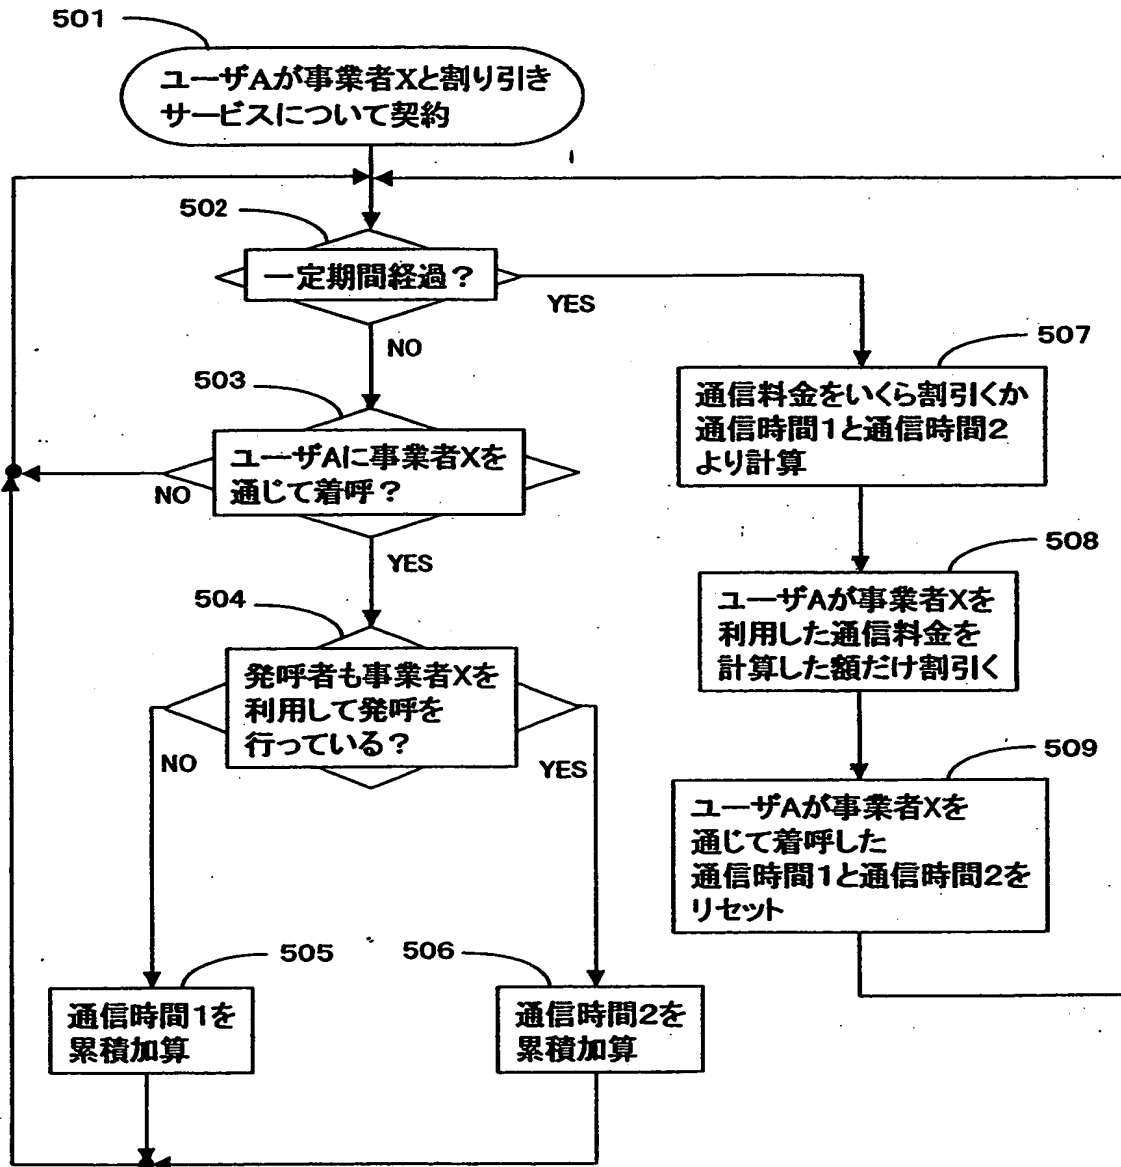 501
ユーザAが事業者Xと割り引き
サービスについて契約
502
一定期間経過?
YES
NO
503
ユーザAに事業者Xを
通じて着呼?
NO
YES
504
発呼者も事業者Xを
利用して発呼を
行っている?
NO
YES
505
通信時間1を
累積加算
506
通信時間2を
累積加算
507
通信料金をいくら割引くか
通信時間1と通信時間2
より計算
508
ユーザAが事業者Xを
利用した通信料金を
計算した額だけ割引く
509
ユーザAが事業者Xを
通じて着呼した
通信時間1と通信時間2を
リセット